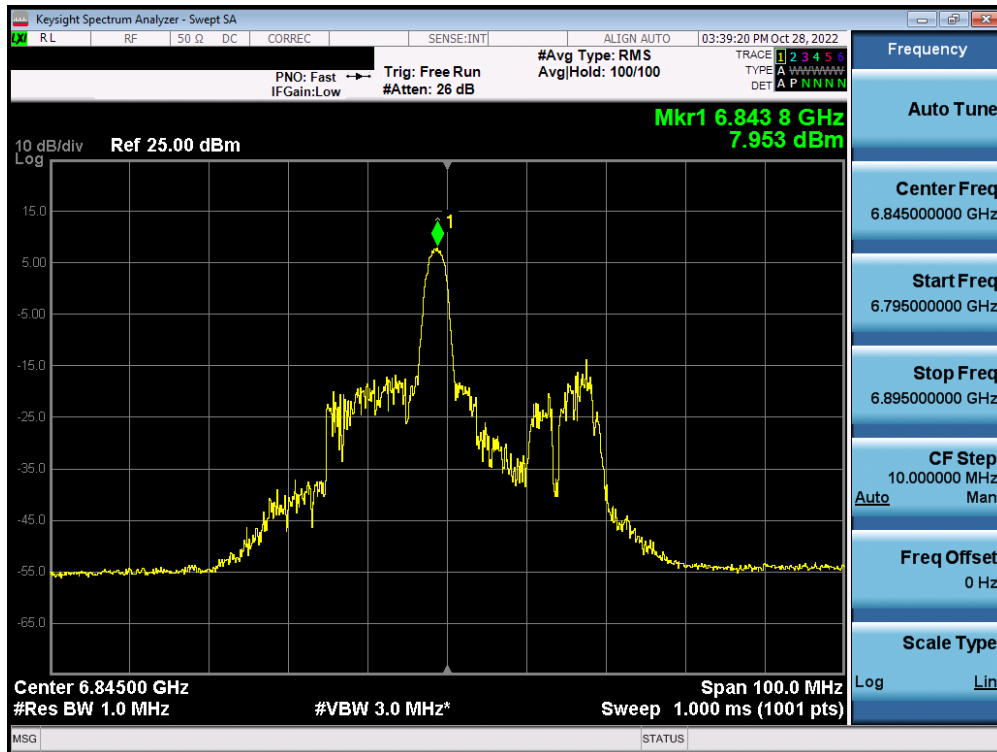 Keysight Spectrum Analyzer - Swept SA
LXI RL RF 50 Ω DC CORREC SENSE:INT ALIGN AUTO 03:39:20 PM Oct 28, 2022
PNO: Fast
IFGain:Low
Trig: Free Run
#Atten: 26 dB
#Avg Type: RMS
Avg|Hold: 100/100
TRACE 1 2 3 4 5 6
TYPE A WWWWWW
DET A P N N N N
Mkr1 6.843 8 GHz
7.953 dBm
10 dB/div Ref 25.00 dBm
Log
15.0
1
5.00
-5.00
-15.0
-25.0
-35.0
-45.0
-55.0
-65.0
Center 6.84500 GHz Span 100.0 MHz
#Res BW 1.0 MHz #VBW 3.0 MHz* Sweep 1.000 ms (1001 pts)
MSG STATUS
Frequency
Auto Tune
Center Freq
6.845000000 GHz
Start Freq
6.795000000 GHz
Stop Freq
6.895000000 GHz
CF Step
10.000000 MHz
Auto Man
Freq Offset
0 Hz
Scale Type
Log Lin